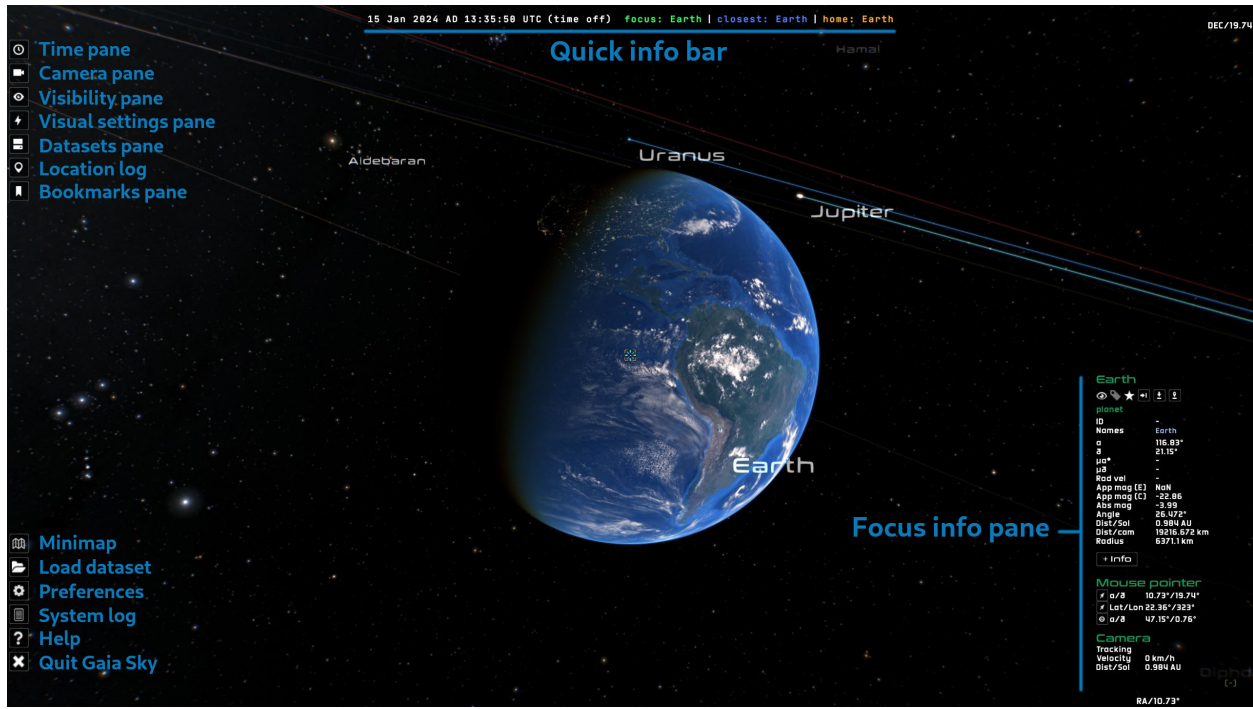 15 Jan 2024 AD 13:35:50 UTC (time off) focus: Earth | closest: Earth | home: Earth
DEC/19.74
Quick info bar
Hamal
Time pane
Camera pane
Visibility pane
Visual settings pane
Datasets pane
Location log
Bookmarks pane
Aldebaran
Uranus
Jupiter
Earth
Focus info pane
Earth
planet
ID -
Names Earth
α 116.83°
δ 21.15°
μα* -
μδ -
Rad vel -
App mag (E) NaN
App mag (C) -22.86
Abs mag -3.99
Angle 26.472°
Dist/Sol 0.984 AU
Dist/cam 19216.672 km
Radius 6371.1 km
+ Info
Mouse pointer
α/δ 10.73°/19.74°
Lat/Lon 22.36°/323°
α/δ 47.15°/0.76°
Camera
Tracking
Velocity 0 km/h
Dist/Sol 0.984 AU
Diphd
[-]
RA/10.73°
Minimap
Load dataset
Preferences
System log
? Help
Quit Gaia Sky